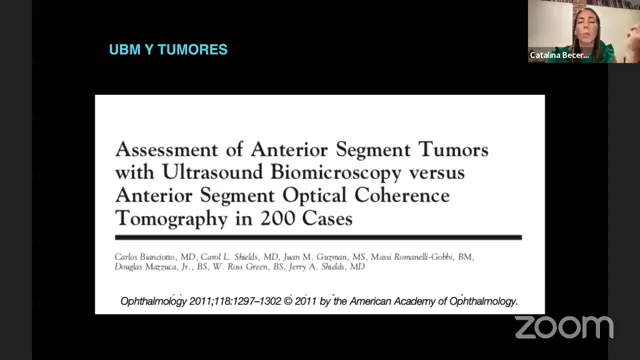 UBM Y TUMORES
Catalina Becer...
Assessment of Anterior Segment Tumors
with Ultrasound Biomicroscopy versus
Anterior Segment Optical Coherence
Tomography in 200 Cases
Carlos Bianciotto, MD, Carol L. Shields, MD, Juan M. Guzman, MS, Massi Romanelli-Gobbi, BM,
Douglas Mazzuca, Jr., BS, W. Ross Green, BS, Jerry A. Shields, MD
Ophthalmology 2011;118:1297–1302 © 2011 by the American Academy of Ophthalmology.
zoom